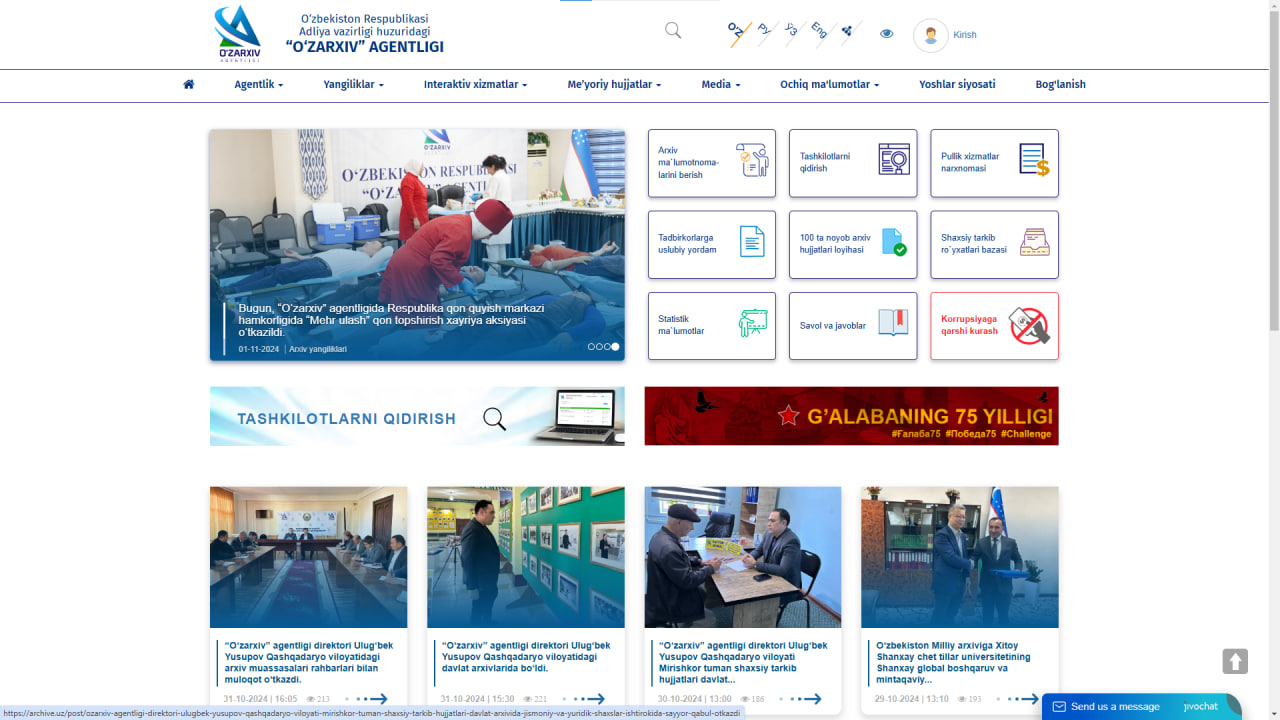 O‘ZARXIV
AGENTLIGI
O‘zbekiston Respublikasi
Adliya vazirligi huzuridagi
“O‘ZARXIV” AGENTLIGI
O‘Z
Ру
УЗ
Eng
Kirish
Agentlik
Yangiliklar
Interaktiv xizmatlar
Me’yoriy hujjatlar
Media
Ochiq ma'lumotlar
Yoshlar siyosati
Bog'lanish
O‘ZARXIV
O‘ZBEKISTON RESPUBLIKASI
Bugun, “O‘zarxiv” agentligida Respublika qon quyish markazi
hamkorligida “Mehr ulash” qon topshirish xayriya aksiyasi
o‘tkazildi.
01-11-2024 | Arxiv yangiliklari
Arxiv
ma`lumotnoma-
larini berish
Tashkilotlarni
qidirish
Pullik xizmatlar
narxnomasi
Tadbirkorlarga
uslubiy yordam
100 ta noyob arxiv
hujjatlari loyihasi
Shaxsiy tarkib
ro`yxatlari bazasi
Statistik
ma`lumotlar
Savol va javoblar
Korrupsiyaga
qarshi kurash
TASHKILOTLARNI QIDIRISH
G’ALABANING 75 YILLIGI
#Ғалаба75 #Победа75 #Challenge
“O‘zarxiv” agentligi direktori Ulug‘bek
Yusupov Qashqadaryo viloyatidagi
arxiv muassasalari rahbarlari bilan
muloqot o‘tkazdi.
31-10-2024 | 16:05 213
“O‘zarxiv” agentligi direktori Ulug‘bek
Yusupov Qashqadaryo viloyatidagi
davlat arxivlarida bo‘ldi.
31-10-2024 | 15:30 221
“O‘zarxiv” agentligi direktori Ulug‘bek
Yusupov Qashqadaryo viloyati
Mirishkor tuman shaxsiy tarkib
hujjatlari davlat...
30-10-2024 | 13:00 186
O‘zbekiston Milliy arxiviga Xitoy
Shanxay chet tillar universitetining
Shanxay global boshqaruv va
mintaqaviy...
29-10-2024 | 13:10 193
Send us a message
jivochat
https://archive.uz/post/ozarxiv-agentligi-direktori-ulugbek-yusupov-qashqadaryo-viloyati-mirishkor-tuman-shaxsiy-tarkib-hujjatlari-davlat-arxivida-jismoniy-va-yuridik-shaxslar-ishtirokida-sayyor-qabul-otkazdi